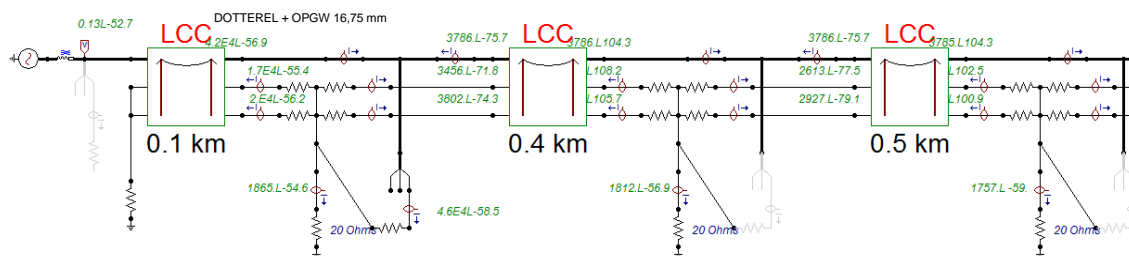 0.13L-52.7
DOTTEREL + OPGW 16,75 mm
V
LCC
4.2E4L-56.9
3786.L-75.7
LCC
3786.L104.3
3786.L-75.7
LCC
3785.L104.3
1.7E4L-55.4
3456.L-71.8
L108.2
2613.L-77.5
L102.5
2.E4L-56.2
3802.L-74.3
L105.7
2927.L-79.1
L100.9
0.1 km
0.4 km
0.5 km
1865.L-54.6
4.6E4L-58.5
1812.L-56.9
1757.L-59.
20 Ohms
20 Ohms
20 Ohms